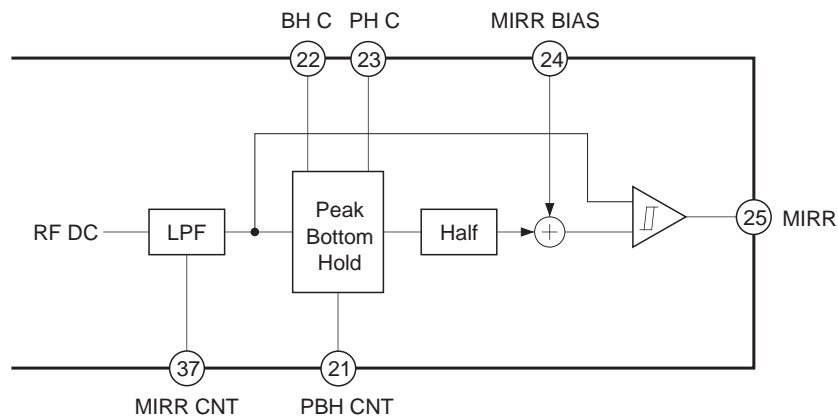 BH C
PH C
MIRR BIAS
22
23
24
Peak
Bottom
Hold
RF DC
LPF
Half
+
25
MIRR
37
21
MIRR CNT
PBH CNT